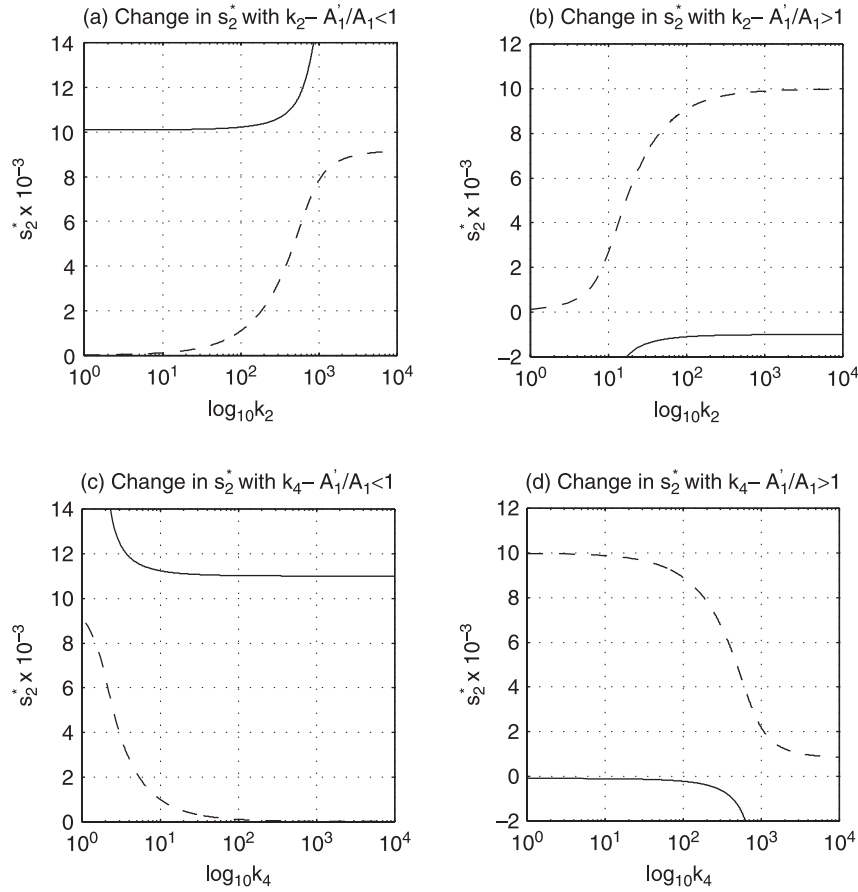 (a) Change in s₂* with k₂– A₁'/A₁<1
14
12
10
8
6
4
2
0
s₂* x 10⁻³
10⁰ 10¹ 10² 10³ 10⁴
log₁₀k₂
(b) Change in s₂* with k₂– A₁'/A₁>1
12
10
8
6
4
2
0
–2
s₂* x 10⁻³
10⁰ 10¹ 10² 10³ 10⁴
log₁₀k₂
(c) Change in s₂* with k₄– A₁'/A₁<1
14
12
10
8
6
4
2
0
s₂* x 10⁻³
10⁰ 10¹ 10² 10³ 10⁴
log₁₀k₄
(d) Change in s₂* with k₄– A₁'/A₁>1
12
10
8
6
4
2
0
–2
s₂* x 10⁻³
10⁰ 10¹ 10² 10³ 10⁴
log₁₀k₄